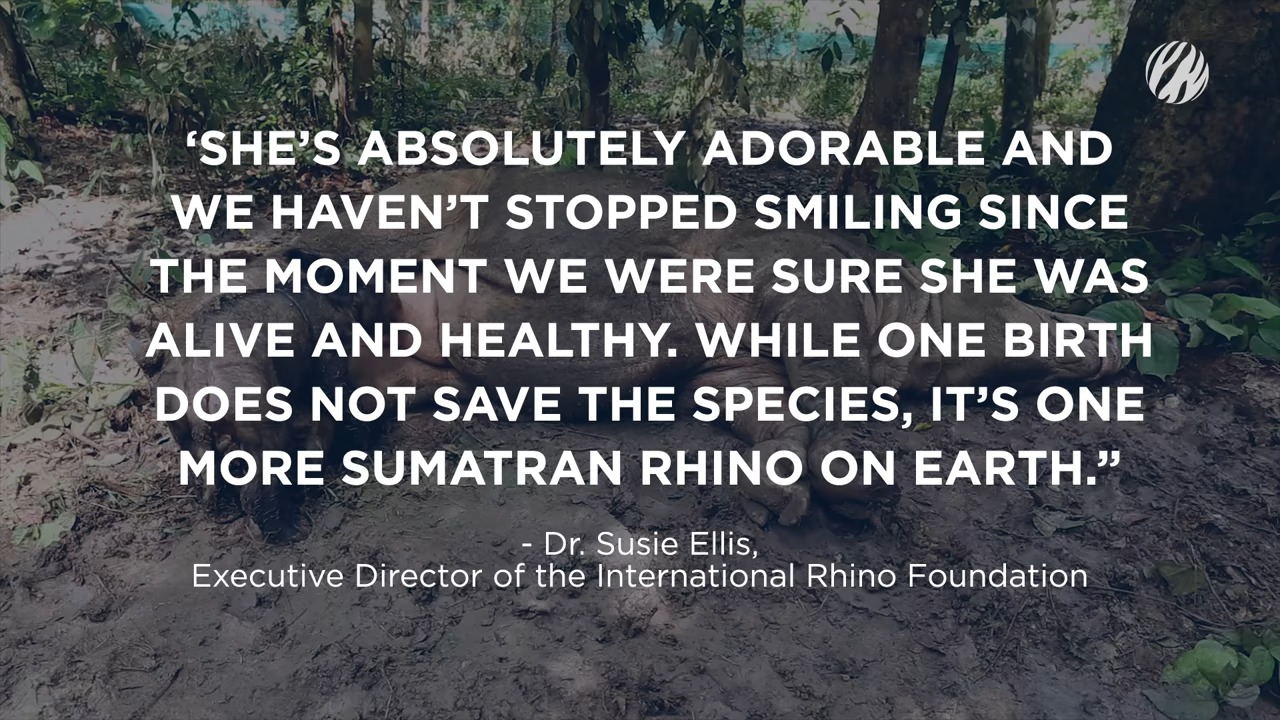 ‘SHE’S ABSOLUTELY ADORABLE AND
WE HAVEN’T STOPPED SMILING SINCE
THE MOMENT WE WERE SURE SHE WAS
ALIVE AND HEALTHY. WHILE ONE BIRTH
DOES NOT SAVE THE SPECIES, IT’S ONE
MORE SUMATRAN RHINO ON EARTH.”
- Dr. Susie Ellis,
Executive Director of the International Rhino Foundation